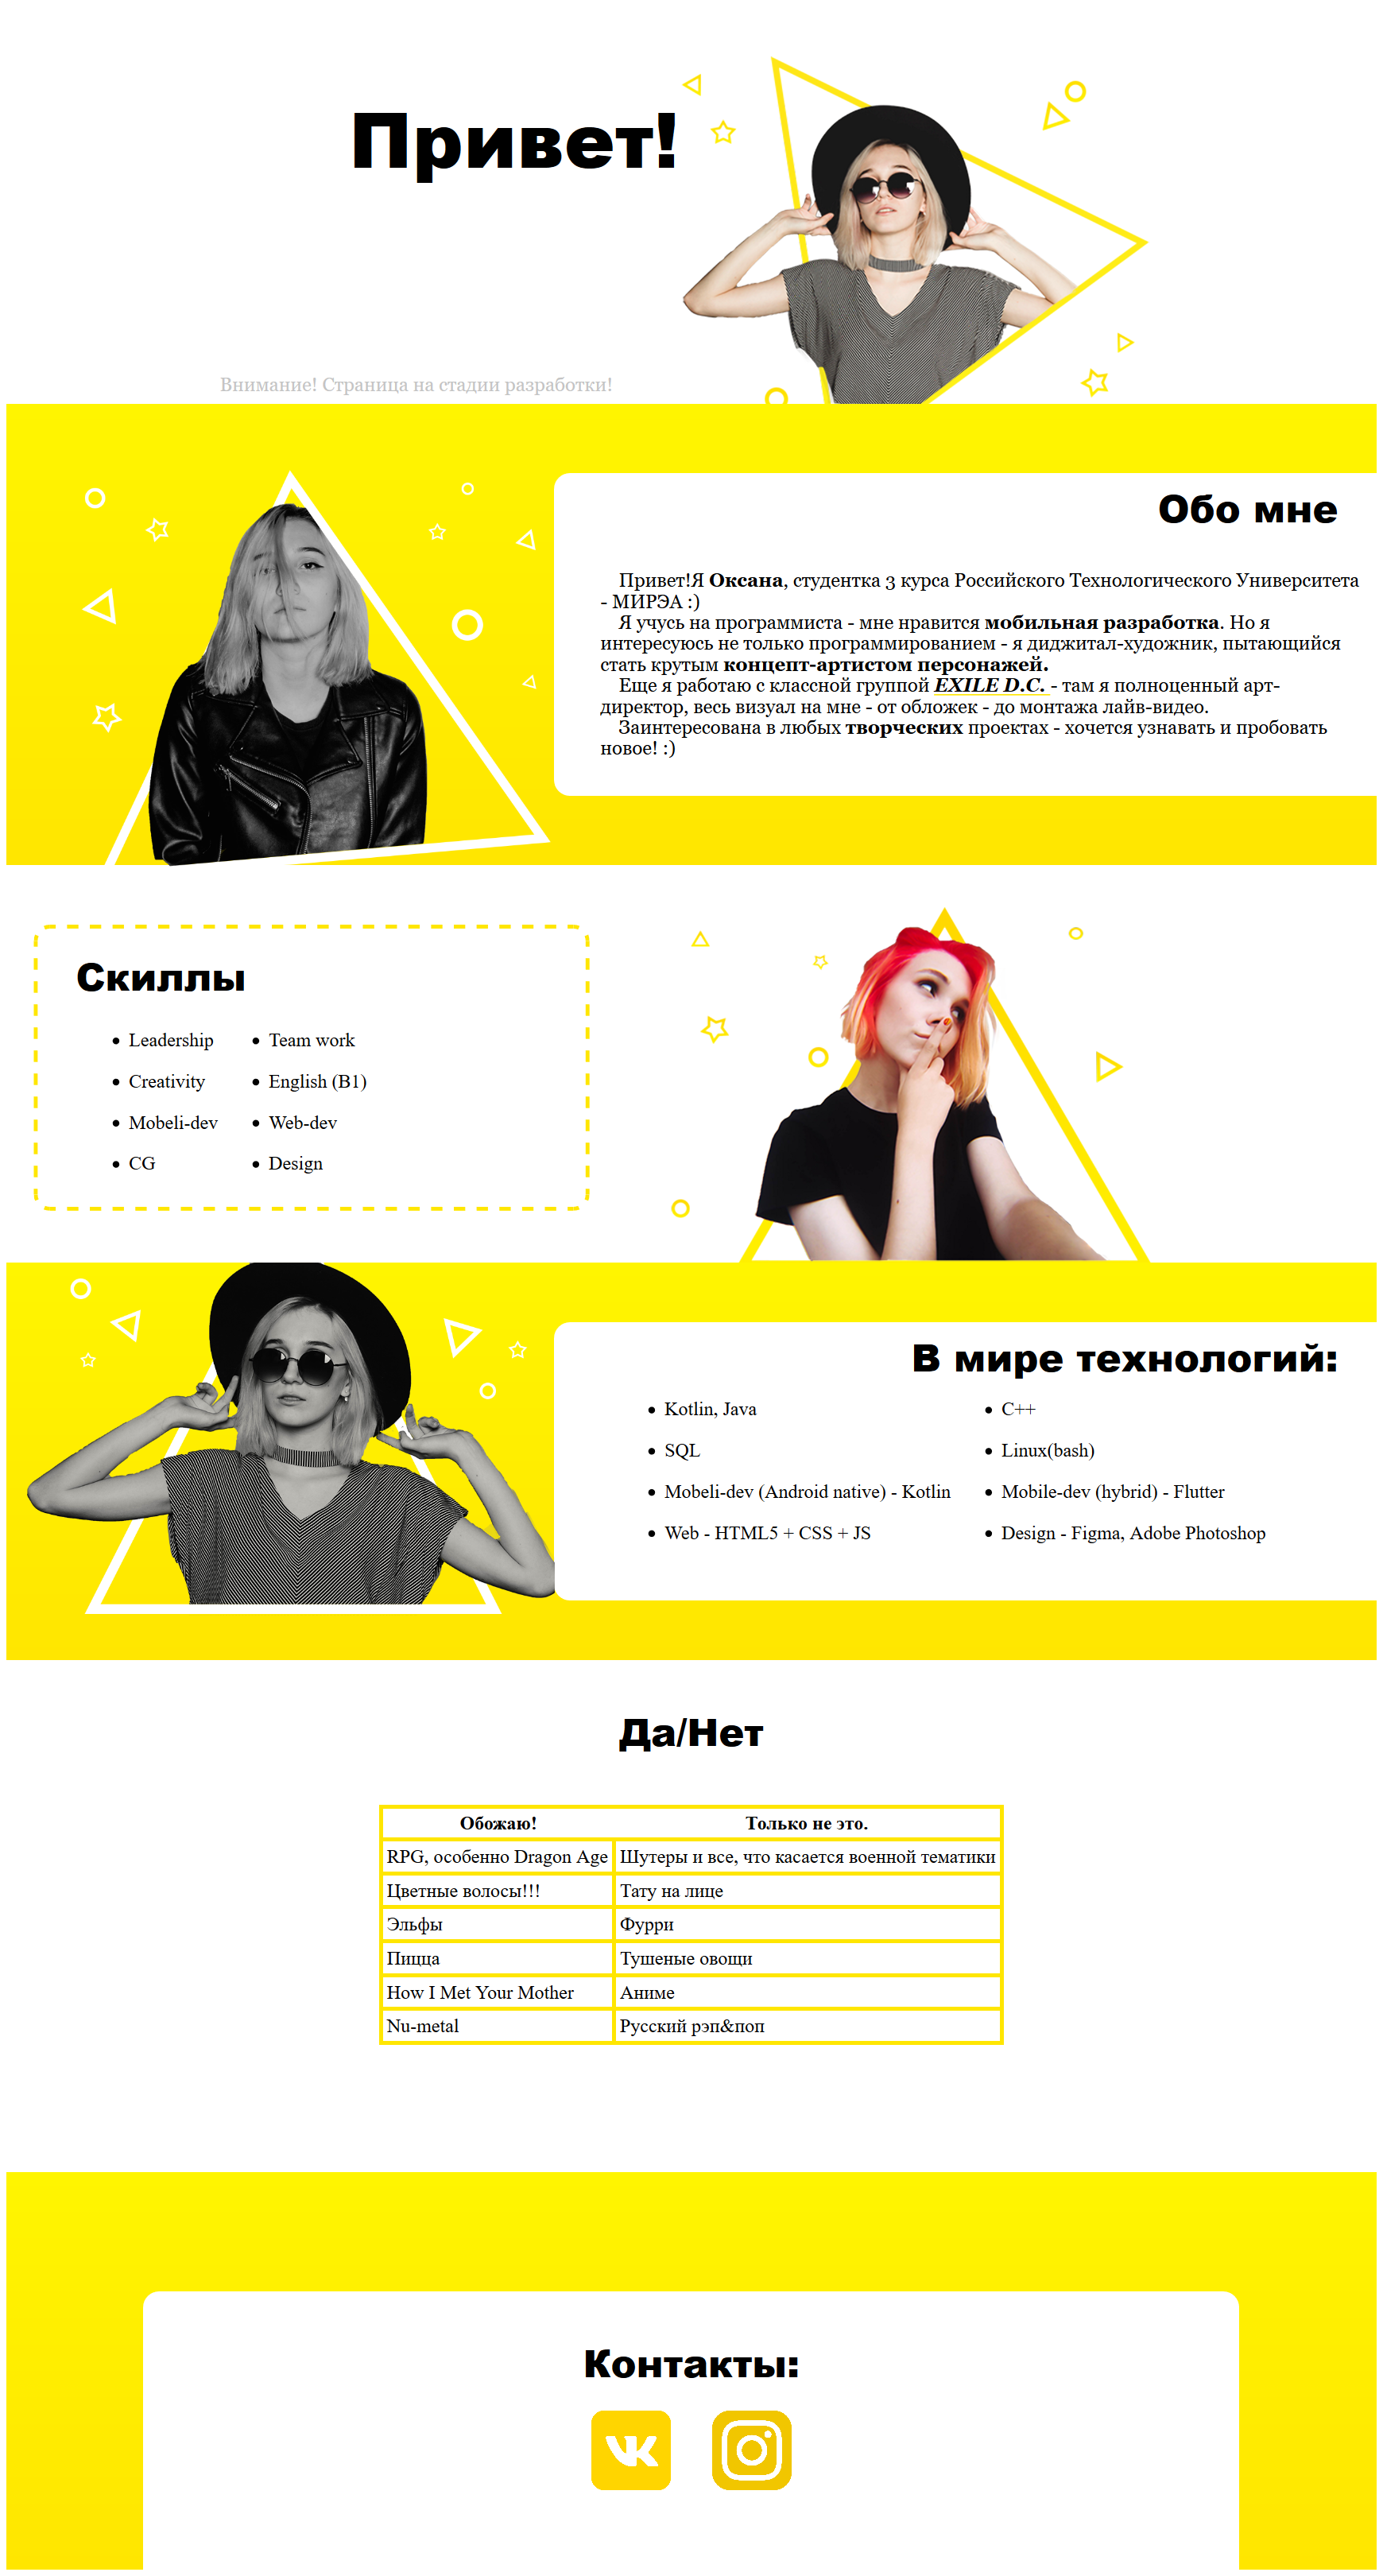 Привет!
Внимание! Страница на стадии разработки!
Обо мне
Привет!Я Оксана, студентка 3 курса Российского Технологического Университета
- МИРЭА :)
Я учусь на программиста - мне нравится мобильная разработка. Но я
интересуюсь не только программированием - я диджитал-художник, пытающийся
стать крутым концепт-артистом персонажей.
Еще я работаю с классной группой EXILE D.C. - там я полноценный арт-
директор, весь визуал на мне - от обложек - до монтажа лайв-видео.
Заинтересована в любых творческих проектах - хочется узнавать и пробовать
новое! :)
Скиллы
Leadership
Creativity
Mobeli-dev
CG
Team work
English (B1)
Web-dev
Design
В мире технологий:
Kotlin, Java
SQL
Mobeli-dev (Android native) - Kotlin
Web - HTML5 + CSS + JS
C++
Linux(bash)
Mobile-dev (hybrid) - Flutter
Design - Figma, Adobe Photoshop
Да/Нет
Обожаю! Только не это.
RPG, особенно Dragon Age Шутеры и все, что касается военной тематики
Цветные волосы!!! Тату на лице
Эльфы Фурри
Пицца Тушеные овощи
How I Met Your Mother Аниме
Nu-metal Русский рэп&поп
Контакты: